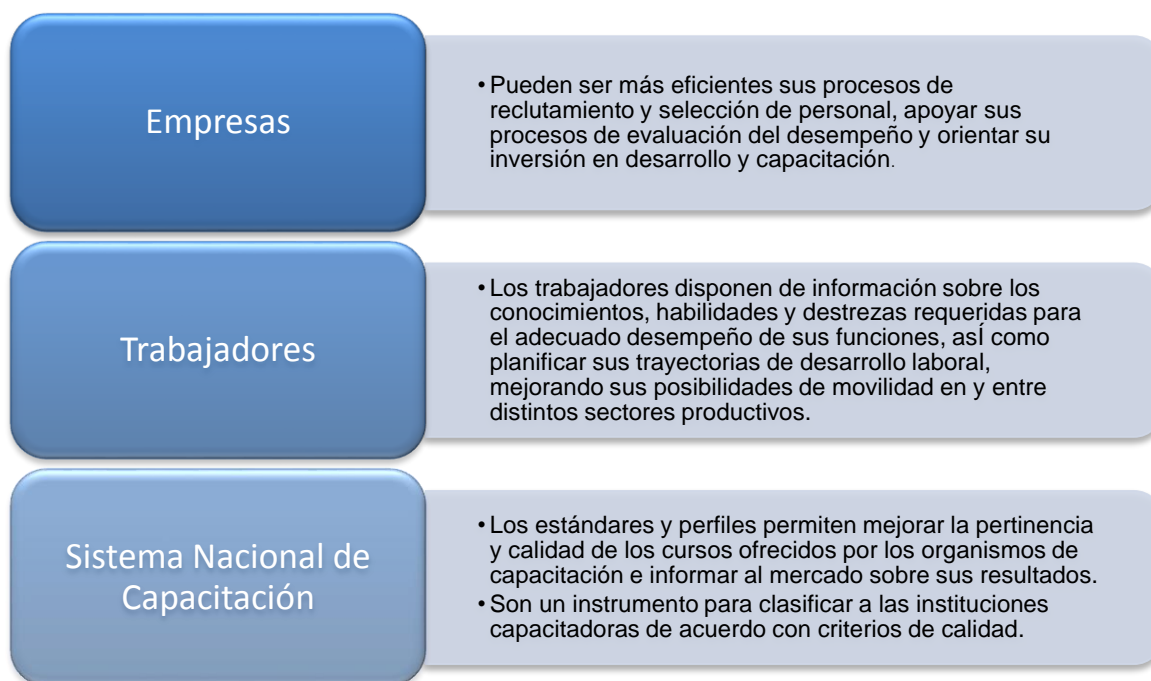 Empresas
• Pueden ser más eficientes sus procesos de
reclutamiento y selección de personal, apoyar sus
procesos de evaluación del desempeño y orientar su
inversión en desarrollo y capacitación.
Trabajadores
• Los trabajadores disponen de información sobre los
conocimientos, habilidades y destrezas requeridas para
el adecuado desempeño de sus funciones, asÍ como
planificar sus trayectorias de desarrollo laboral,
mejorando sus posibilidades de movilidad en y entre
distintos sectores productivos.
Sistema Nacional de
Capacitación
• Los estándares y perfiles permiten mejorar la pertinencia
y calidad de los cursos ofrecidos por los organismos de
capacitación e informar al mercado sobre sus resultados.
• Son un instrumento para clasificar a las instituciones
capacitadoras de acuerdo con criterios de calidad.